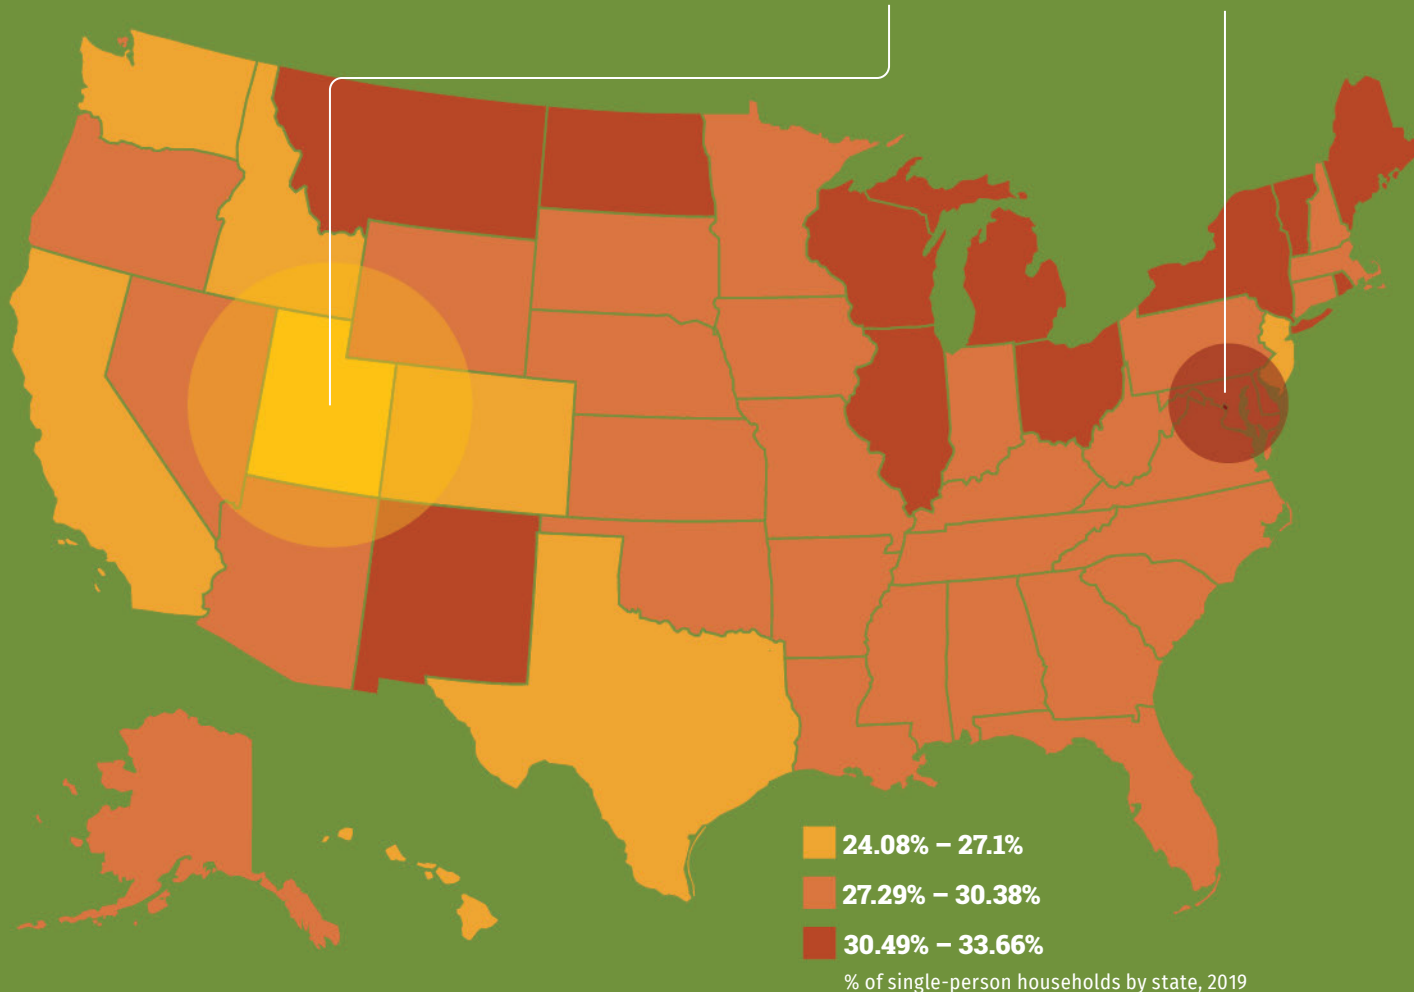 24.08% – 27.1%
27.29% – 30.38%
30.49% – 33.66%
% of single-person households by state, 2019